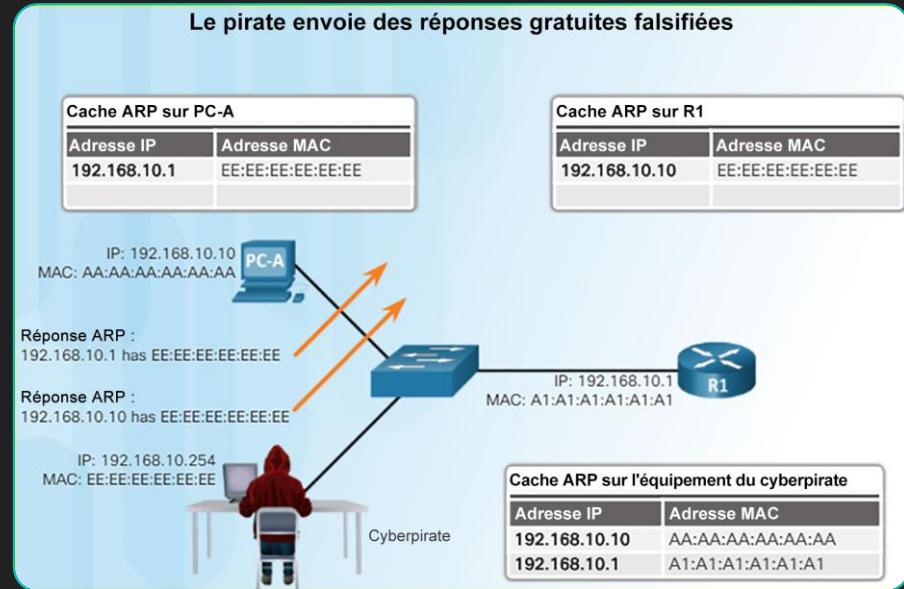 Le pirate envoie des réponses gratuites falsifiées
Cache ARP sur PC-A
Adresse IP Adresse MAC
192.168.10.1 EE:EE:EE:EE:EE:EE
Cache ARP sur R1
Adresse IP Adresse MAC
192.168.10.10 EE:EE:EE:EE:EE:EE
IP: 192.168.10.10
MAC: AA:AA:AA:AA:AA:AA
PC-A
Réponse ARP :
192.168.10.1 has EE:EE:EE:EE:EE:EE
Réponse ARP :
192.168.10.10 has EE:EE:EE:EE:EE:EE
IP: 192.168.10.1
MAC: A1:A1:A1:A1:A1:A1
R1
IP: 192.168.10.254
MAC: EE:EE:EE:EE:EE:EE
Cyberpirate
Cache ARP sur l'équipement du cyberpirate
Adresse IP Adresse MAC
192.168.10.10 AA:AA:AA:AA:AA:AA
192.168.10.1 A1:A1:A1:A1:A1:A1